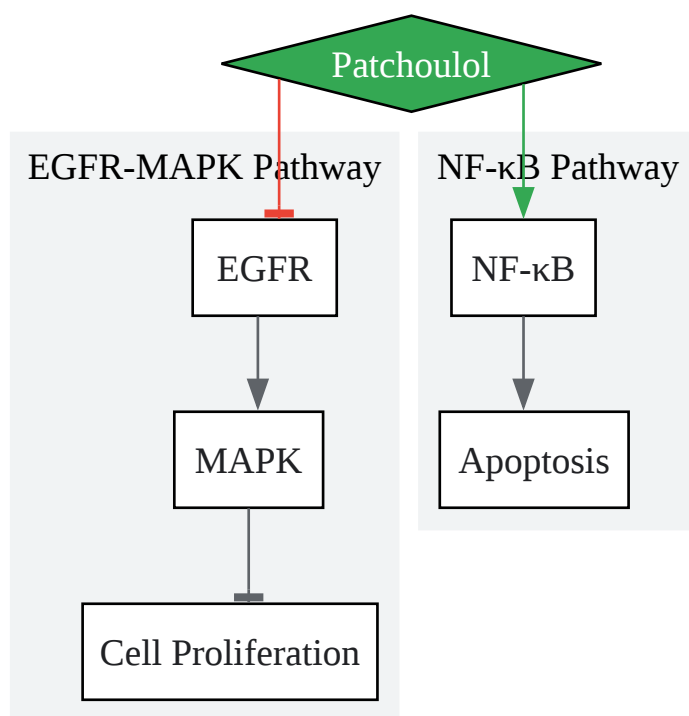 Patchoulol
EGFR-MAPK Pathway
EGFR
MAPK
Cell Proliferation
NF-κB Pathway
NF-κB
Apoptosis